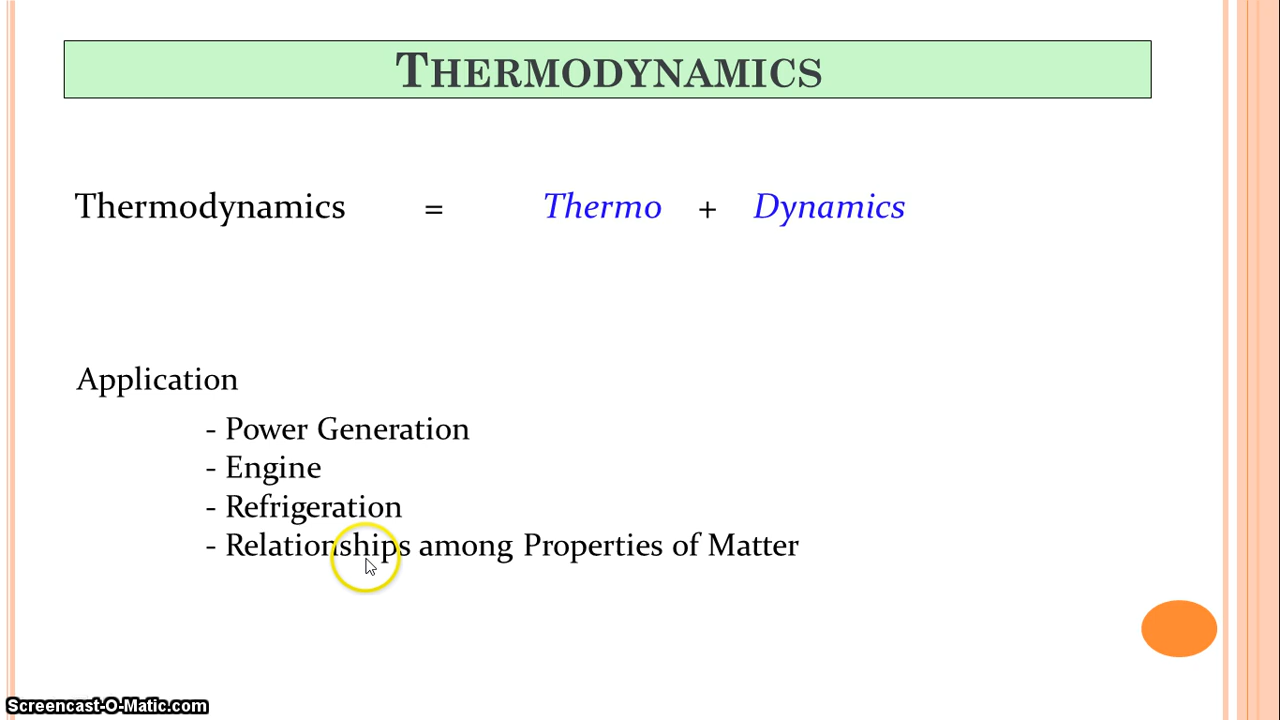 THERMODYNAMICS
Thermodynamics = Thermo + Dynamics
Application
- Power Generation
- Engine
- Refrigeration
- Relationships among Properties of Matter
Screencast-O-Matic.com